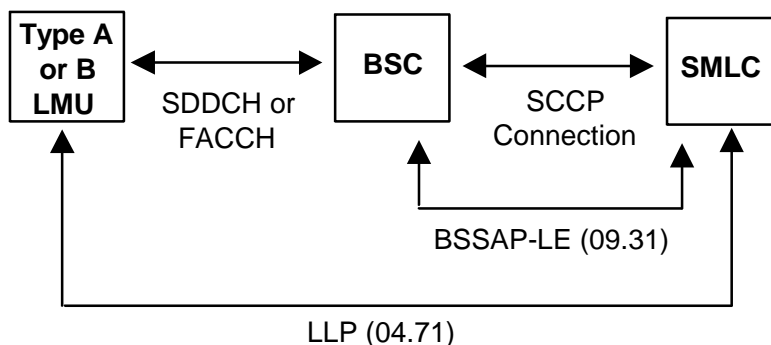 Type A
or B
LMU
BSC
SMLC
SDDCH or
FACCH
SCCP
Connection
BSSAP-LE (09.31)
LLP (04.71)